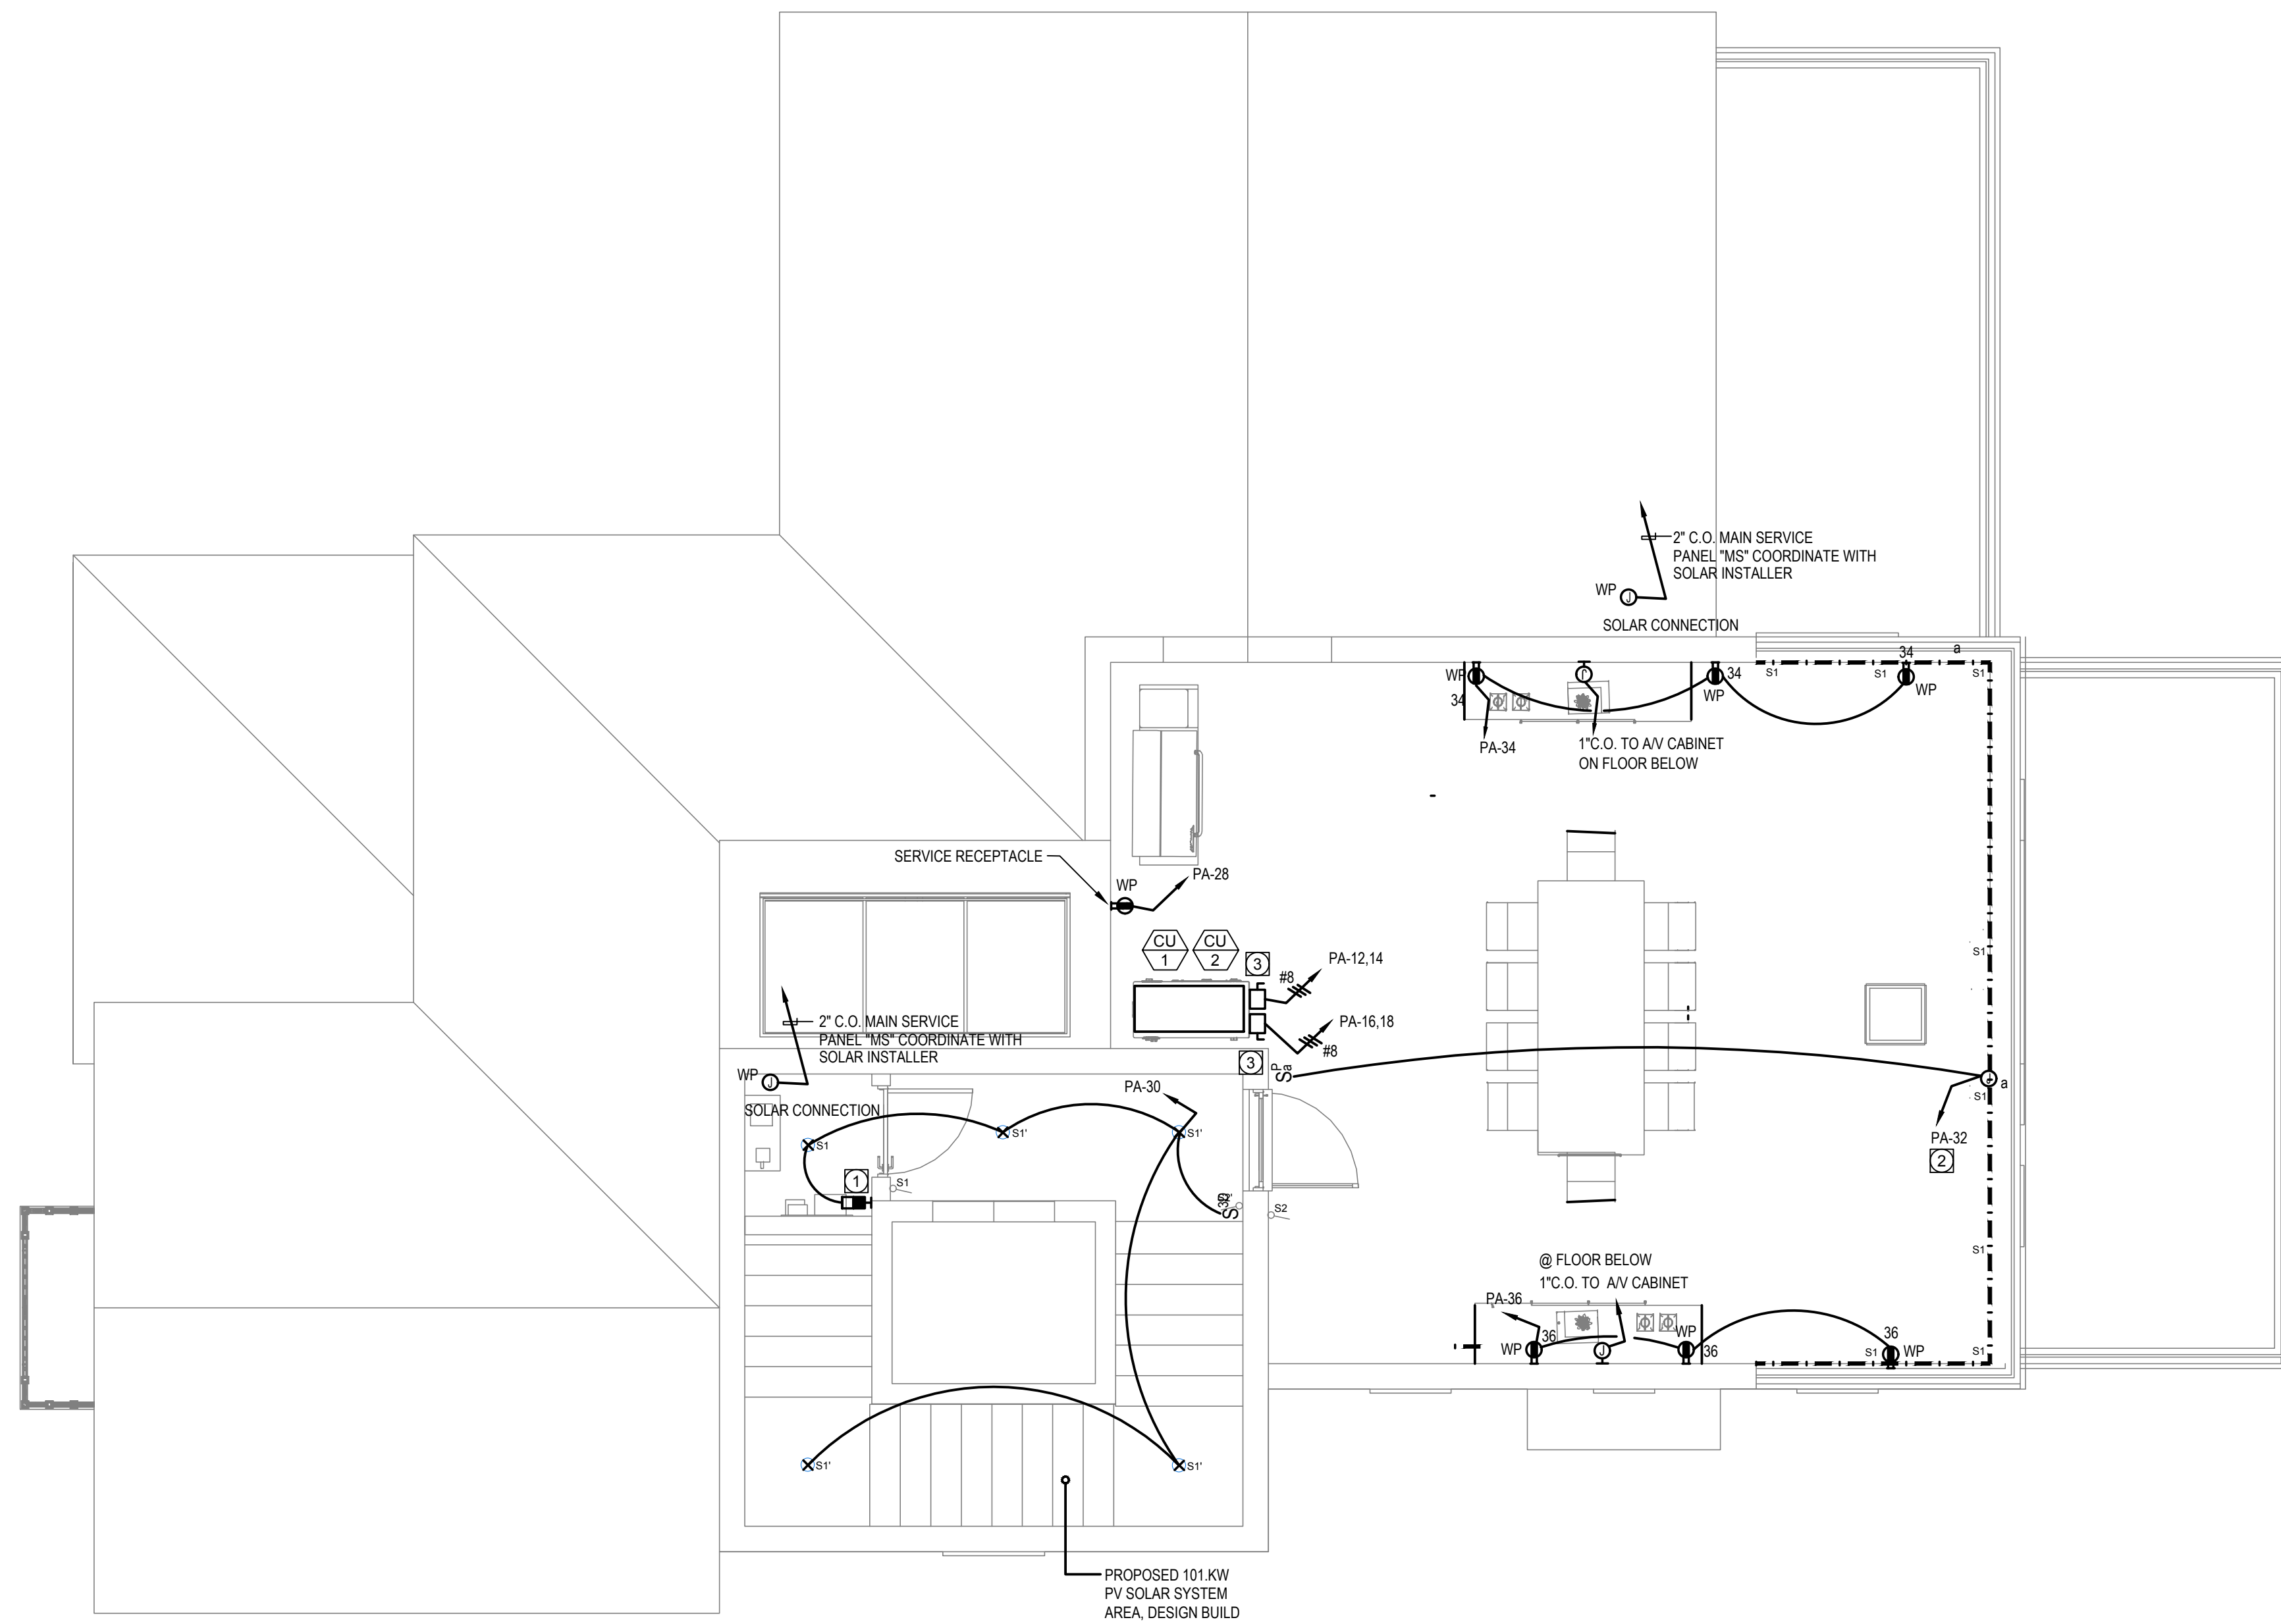 2" C.O. MAIN SERVICE
PANEL "MS" COORDINATE WITH
SOLAR INSTALLER
WP
J
SOLAR CONNECTION
34
a
S1
S1
S1
WP
J
34
WP
34
WP
PA-34
1"C.O. TO A/V CABINET
ON FLOOR BELOW
SERVICE RECEPTACLE
WP
PA-28
CU
1
CU
2
3
#8
PA-12,14
S1
2" C.O. MAIN SERVICE
PANEL "MS" COORDINATE WITH
SOLAR INSTALLER
PA-16,18
#8
3
WP
J
SOLAR CONNECTION
PA-30
P
Sa
J
a
S1
S1
S1'
S1'
PA-32
2
1
S1
S2
S1
@ FLOOR BELOW
1"C.O. TO A/V CABINET
PA-36
36
WP
J
WP
36
36
S1
WP
S1
S1'
S1'
PROPOSED 101.KW
PV SOLAR SYSTEM
AREA, DESIGN BUILD